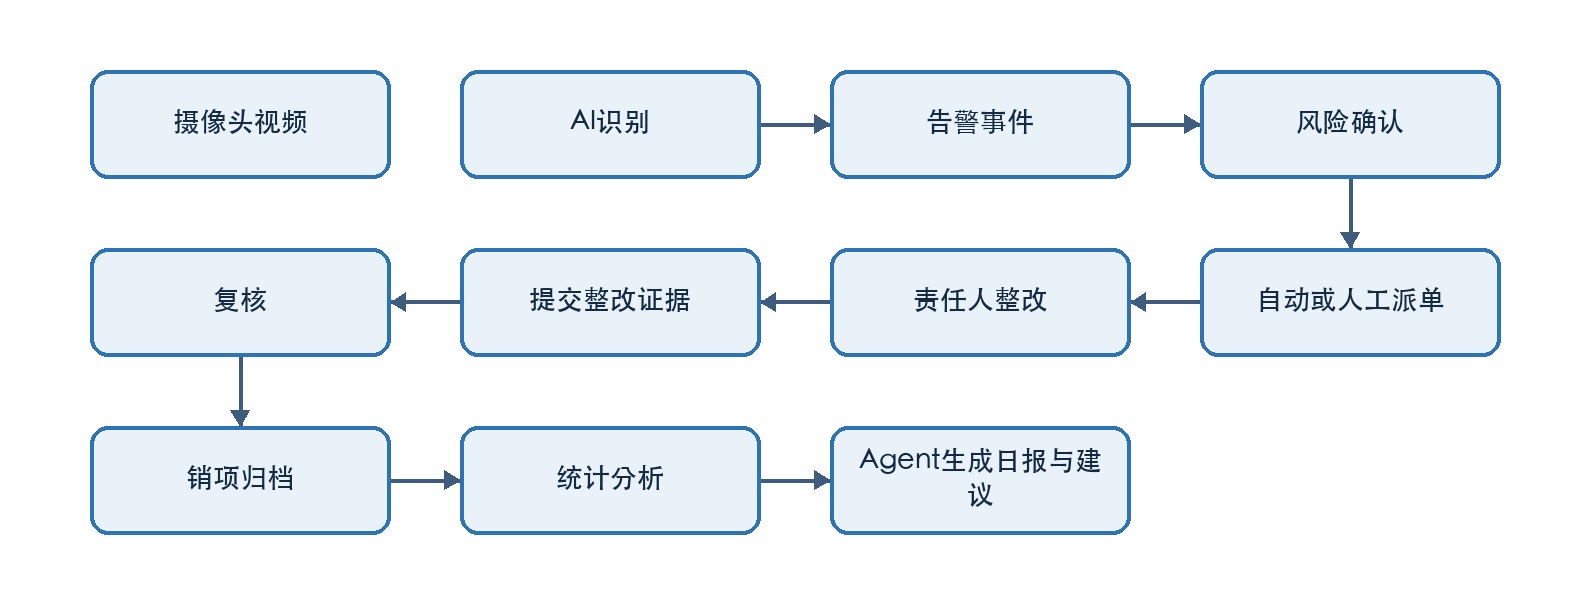 摄像头视频
AI识别
告警事件
风险确认
复核
提交整改证据
责任人整改
自动或人工派单
销项归档
统计分析
Agent生成日报与建
议